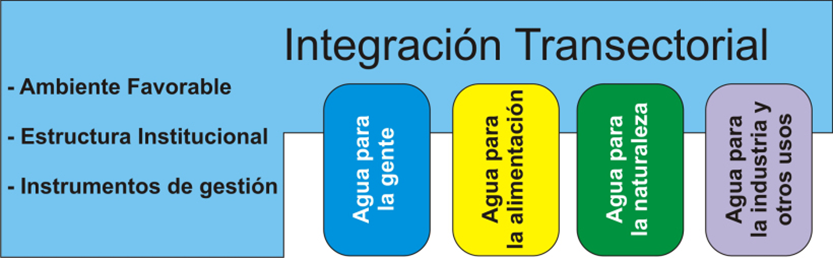 Integración Transectorial
- Ambiente Favorable
- Estructura Institucional
- Instrumentos de gestión
Agua para
la gente
Agua para
la alimentación
Agua para
la naturaleza
Agua para
la industria y
otros usos